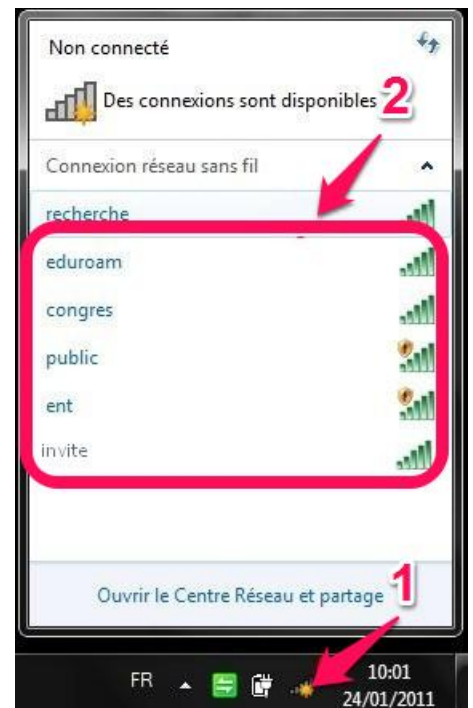 Non connecté
Des connexions sont disponibles
2
Connexion réseau sans fil
recherche
eduroam
congres
public
ent
invite
Ouvrir le Centre Réseau et partage
1
FR
10:01
24/01/2011